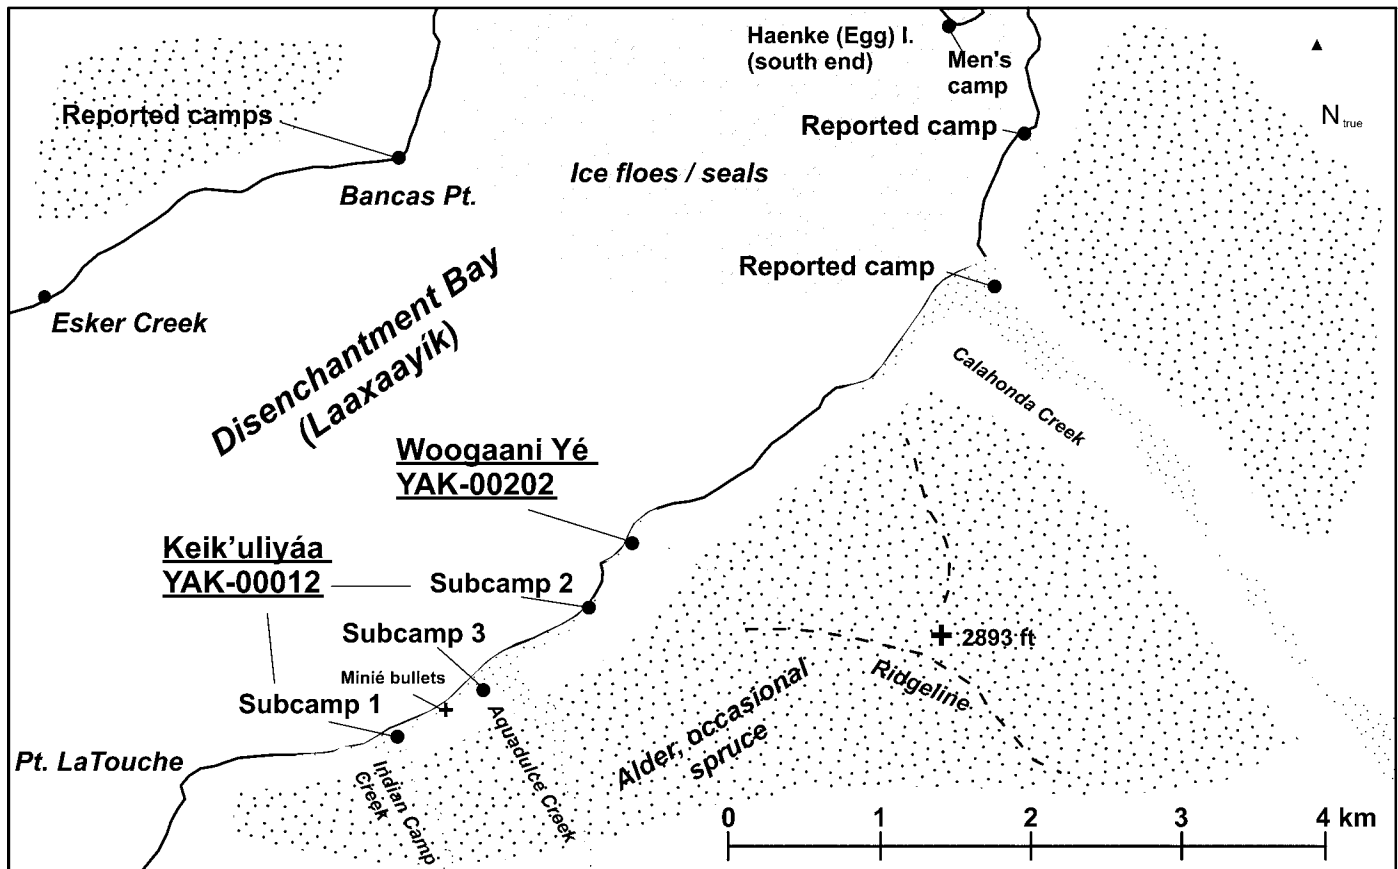 Haenke (Egg) I.
(south end)
Men's
camp
Reported camps
Reported camp
N true
Ice floes / seals
Bancas Pt.
Reported camp
Esker Creek
Disenchantment Bay
(Laaxaayík)
Calahonda Creek
Woogaani Yé
YAK-00202
Keik'uliyáa
YAK-00012
Subcamp 2
Subcamp 3
2893 ft
Ridgeline
Minié bullets
Subcamp 1
Alder, occasional
spruce
Pt. LaTouche
Indian Camp
Creek
Aquadulce Creek
0 1 2 3 4 km